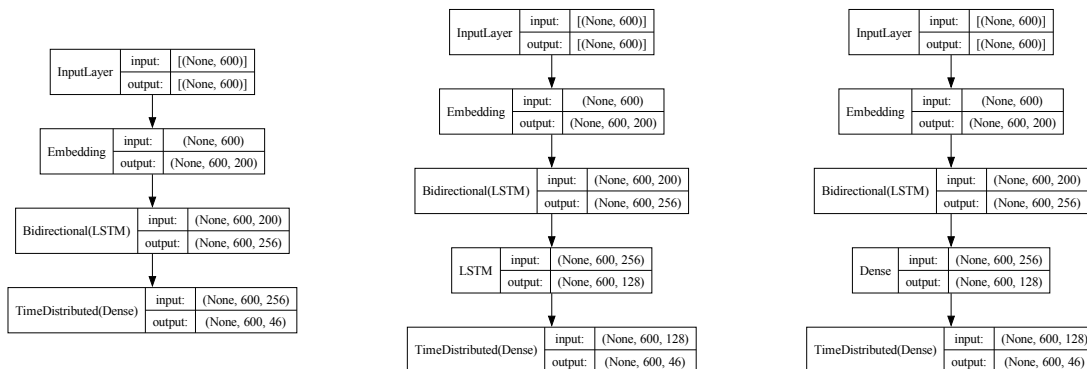 InputLayer
input: [(None, 600)]
output: [(None, 600)]
Embedding
input: (None, 600)
output: (None, 600, 200)
Bidirectional(LSTM)
input: (None, 600, 200)
output: (None, 600, 256)
TimeDistributed(Dense)
input: (None, 600, 256)
output: (None, 600, 46)
InputLayer
input: [(None, 600)]
output: [(None, 600)]
Embedding
input: (None, 600)
output: (None, 600, 200)
Bidirectional(LSTM)
input: (None, 600, 200)
output: (None, 600, 256)
LSTM
input: (None, 600, 256)
output: (None, 600, 128)
TimeDistributed(Dense)
input: (None, 600, 128)
output: (None, 600, 46)
InputLayer
input: [(None, 600)]
output: [(None, 600)]
Embedding
input: (None, 600)
output: (None, 600, 200)
Bidirectional(LSTM)
input: (None, 600, 200)
output: (None, 600, 256)
Dense
input: (None, 600, 256)
output: (None, 600, 128)
TimeDistributed(Dense)
input: (None, 600, 128)
output: (None, 600, 46)